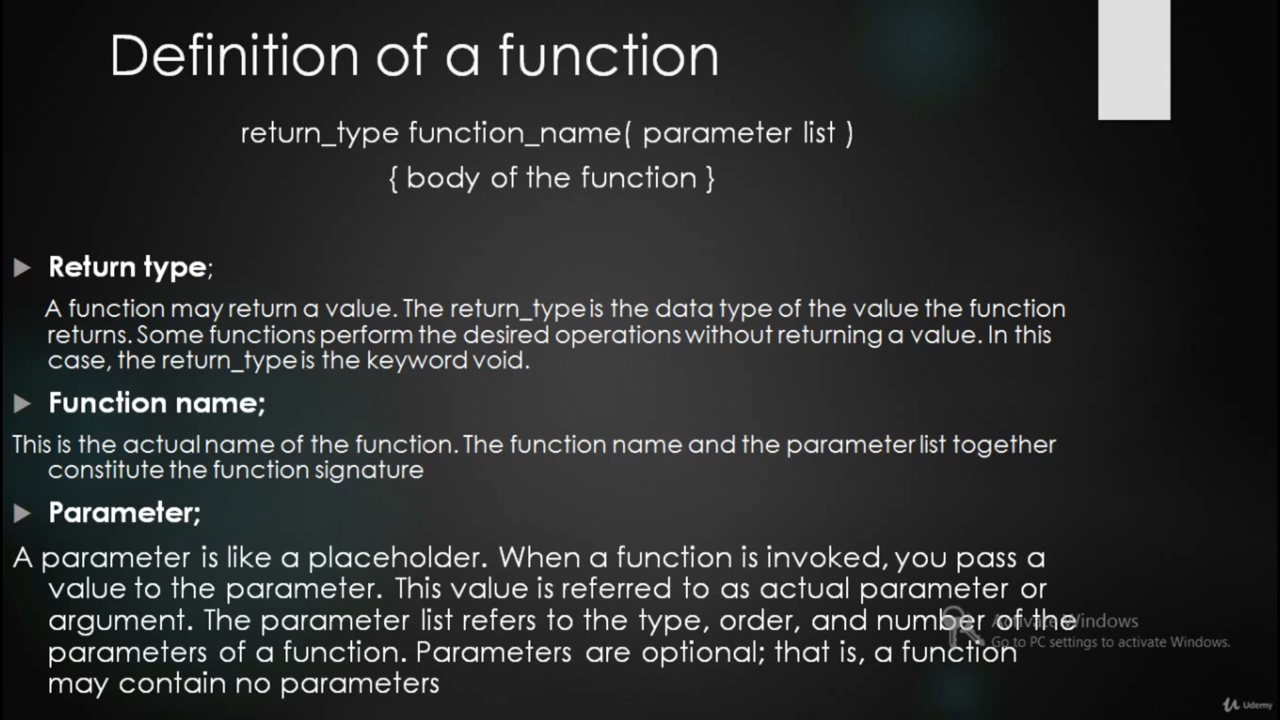 Definition of a function
return_type function_name( parameter list )
{ body of the function }
Return type;
A function may return a value. The return_type is the data type of the value the function
returns. Some functions perform the desired operations without returning a value. In this
case, the return_type is the keyword void.
Function name;
This is the actual name of the function. The function name and the parameter list together
constitute the function signature
Parameter;
A parameter is like a placeholder. When a function is invoked, you pass a
value to the parameter. This value is referred to as actual parameter or
argument. The parameter list refers to the type, order, and number of the
parameters of a function. Parameters are optional; that is, a function
may contain no parameters
Activate Windows
Go to PC settings to activate Windows.
Udemy